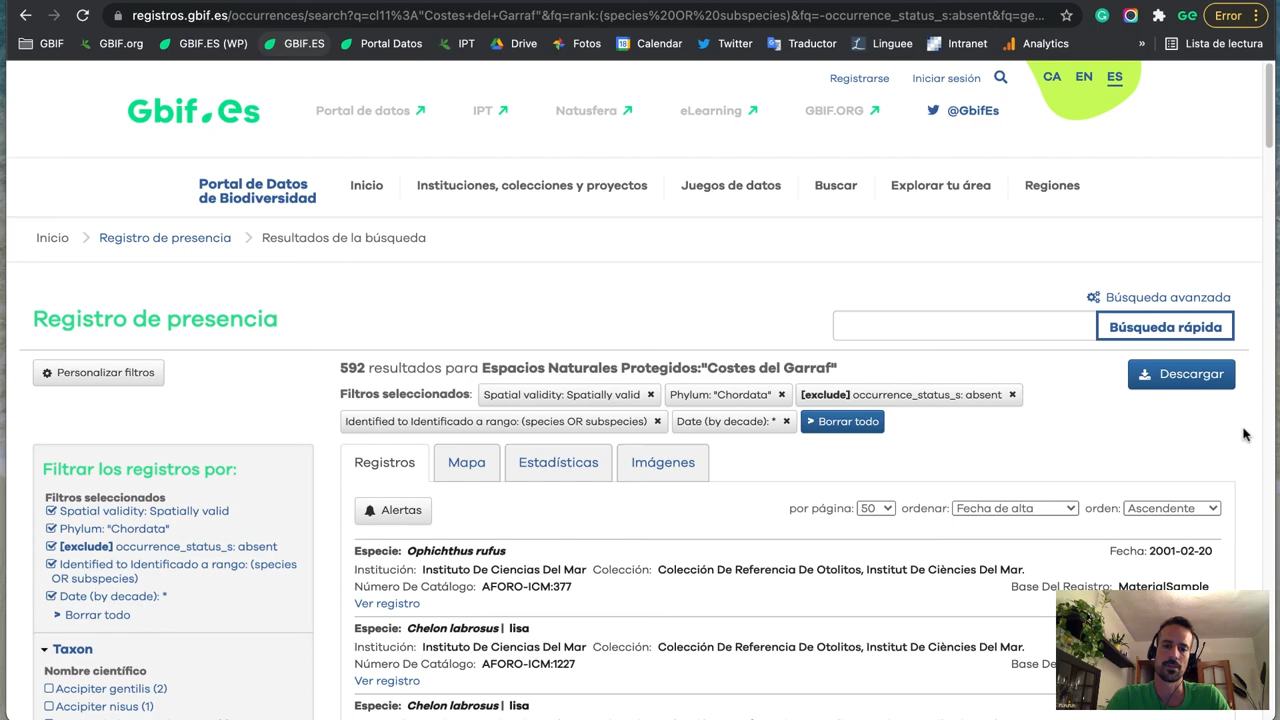 registros.gbif.es/occurrences/search?q=cl11%3A"Costes+del+Garraf"&fq=rank:(species%20OR%20subspecies)&fq=-occurrence_status_s:absent&fq=ge...
Error
GBIF
GBIF.org
GBIF.ES (WP)
GBIF.ES
Portal Datos
IPT
Drive
Fotos
18 Calendar
Twitter
Traductor
Linguee
Intranet
Analytics
»
Lista de lectura
Registrarse
Iniciar sesión
CA EN ES
Gbif.es
Portal de datos
IPT
Natusfera
eLearning
GBIF.ORG
@GbifEs
Portal de Datos
de Biodiversidad
Inicio
Instituciones, colecciones y proyectos
Juegos de datos
Buscar
Explorar tu área
Regiones
Inicio
Registro de presencia
Resultados de la búsqueda
Búsqueda avanzada
Registro de presencia
Búsqueda rápida
Personalizar filtros
592 resultados para Espacios Naturales Protegidos:"Costes del Garraf"
Descargar
Filtros seleccionados: Spatial validity: Spatially valid × Phylum: "Chordata" × [exclude] occurrence_status_s: absent ×
Identified to Identificado a rango: (species OR subspecies) × Date (by decade): * × > Borrar todo
Filtrar los registros por:
Filtros seleccionados
Spatial validity: Spatially valid
Phylum: "Chordata"
[exclude] occurrence_status_s: absent
Identified to Identificado a rango: (species
OR subspecies)
Date (by decade): *
> Borrar todo
Taxon
Nombre científico
Accipiter gentilis (2)
Accipiter nisus (1)
Registros
Mapa
Estadísticas
Imágenes
Alertas
por página: 50 ordenar: Fecha de alta orden: Ascendente
Especie: Ophichthus rufus Fecha: 2001-02-20
Institución: Instituto De Ciencias Del Mar Colección: Colección De Referencia De Otolitos, Institut De Ciències Del Mar.
Número De Catálogo: AFORO-ICM:377 Base Del Registro: MaterialSample
Ver registro
Especie: Chelon labrosus | lisa
Institución: Instituto De Ciencias Del Mar Colección: Colección De Referencia De Otolitos, Institut De Ciències Del Mar.
Número De Catálogo: AFORO-ICM:1227 Base De
Ver registro
Especie: Chelon labrosus | lisa